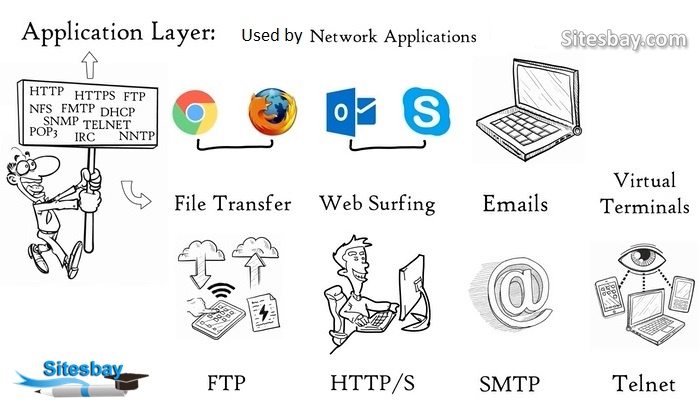 Application Layer: Used by Network Applications
Sitesbay.com
HTTP HTTPS FTP
NFS FMTP DHCP
SNMP TELNET
POP3 IRC NNTP
File Transfer Web Surfing Emails Virtual Terminals
FTP HTTP/S SMTP Telnet
Sitesbay